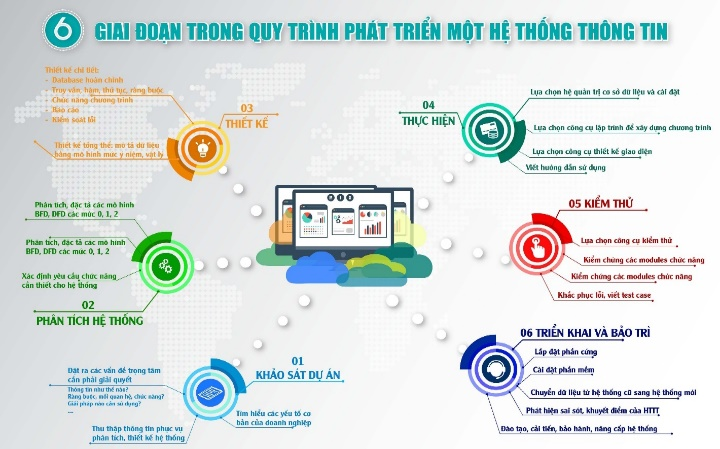 6 GIAI ĐOẠN TRONG QUY TRÌNH PHÁT TRIỂN MỘT HỆ THỐNG THÔNG TIN
Thiết kế chi tiết:
- Database hoàn chỉnh
- Truy vấn, hàm, thủ tục, ràng buộc
- Chức năng chương trình
- Báo cáo
- Kiểm soát lỗi
03
THIẾT KẾ
Thiết kế tổng thể: mô tả dữ liệu
bằng mô hình mức ý niệm, vật lý
04
THỰC HIỆN
Lựa chọn hệ quản trị cơ sở dữ liệu và cài đặt
Lựa chọn công cụ lập trình để xây dựng chương trình
Lựa chọn công cụ thiết kế giao diện
Viết hướng dẫn sử dụng
Phân tích, đặc tả các mô hình
BFD, DFD các mức 0, 1, 2
Phân tích, đặc tả các mô hình
BFD, DFD các mức 0, 1, 2
Xác định yêu cầu chức năng
cần thiết cho hệ thống
02
PHÂN TÍCH HỆ THỐNG
05 KIỂM THỬ
Lựa chọn công cụ kiểm thử
Kiểm chứng các modules chức năng
Kiểm chứng các modules chức năng
Khắc phục lỗi, viết test case
01
KHẢO SÁT DỰ ÁN
Đặt ra các vấn đề trọng tâm
cần phải giải quyết
Thông tin như thế nào?
Ràng buộc, mối quan hệ, chức năng?
Giải pháp nào cần sử dụng?
...
Tìm hiểu các yếu tố cơ
bản của doanh nghiệp
Thu thập thông tin phục vụ
phân tích, thiết kế hệ thống
06 TRIỂN KHAI VÀ BẢO TRÌ
Lắp đặt phần cứng
Cài đặt phần mềm
Chuyển dữ liệu từ hệ thống cũ sang hệ thống mới
Phát hiện sai sót, khuyết điểm của HTTT
Đào tạo, cải tiến, bảo hành, nâng cấp hệ thống